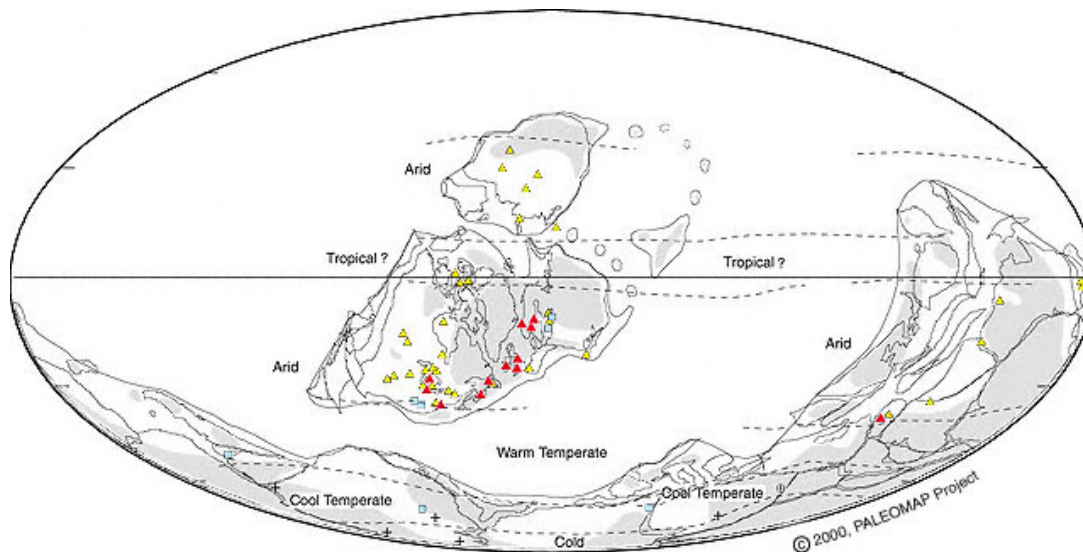 Arid
Tropical ?
Tropical ?
Arid
Arid
Warm Temperate
Cool Temperate
Cool Temperate
Cold
© 2000, PALEOMAP Project